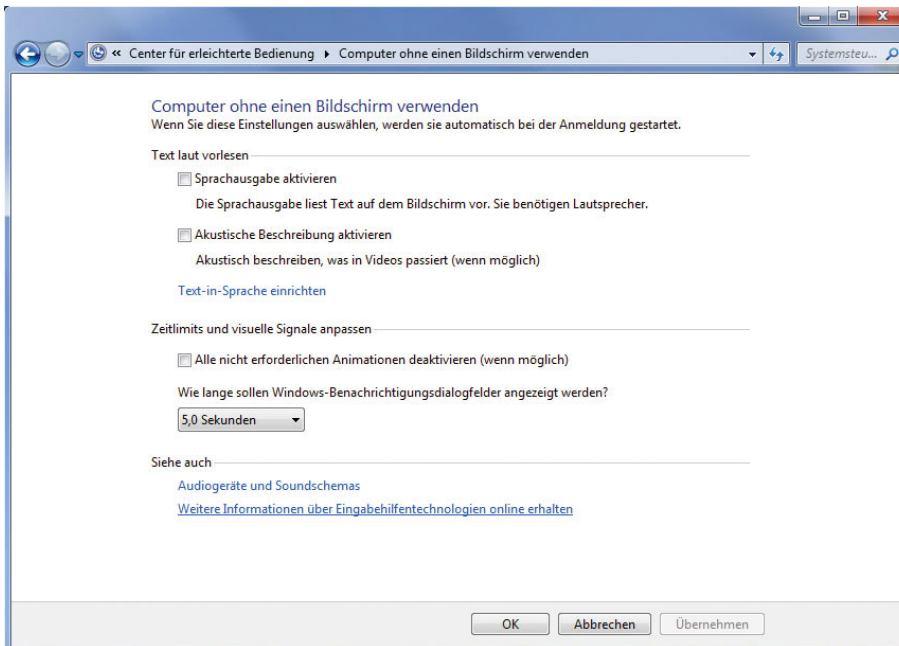 « Center für erleichterte Bedienung ▸ Computer ohne einen Bildschirm verwenden
Systemsteu...
Computer ohne einen Bildschirm verwenden
Wenn Sie diese Einstellungen auswählen, werden sie automatisch bei der Anmeldung gestartet.
Text laut vorlesen
Sprachausgabe aktivieren
Die Sprachausgabe liest Text auf dem Bildschirm vor. Sie benötigen Lautsprecher.
Akustische Beschreibung aktivieren
Akustisch beschreiben, was in Videos passiert (wenn möglich)
Text-in-Sprache einrichten
Zeitlimits und visuelle Signale anpassen
Alle nicht erforderlichen Animationen deaktivieren (wenn möglich)
Wie lange sollen Windows-Benachrichtigungsdialogfelder angezeigt werden?
5,0 Sekunden
Siehe auch
Audiogeräte und Soundschemas
Weitere Informationen über Eingabehilfentechnologien online erhalten
OK Abbrechen Übernehmen